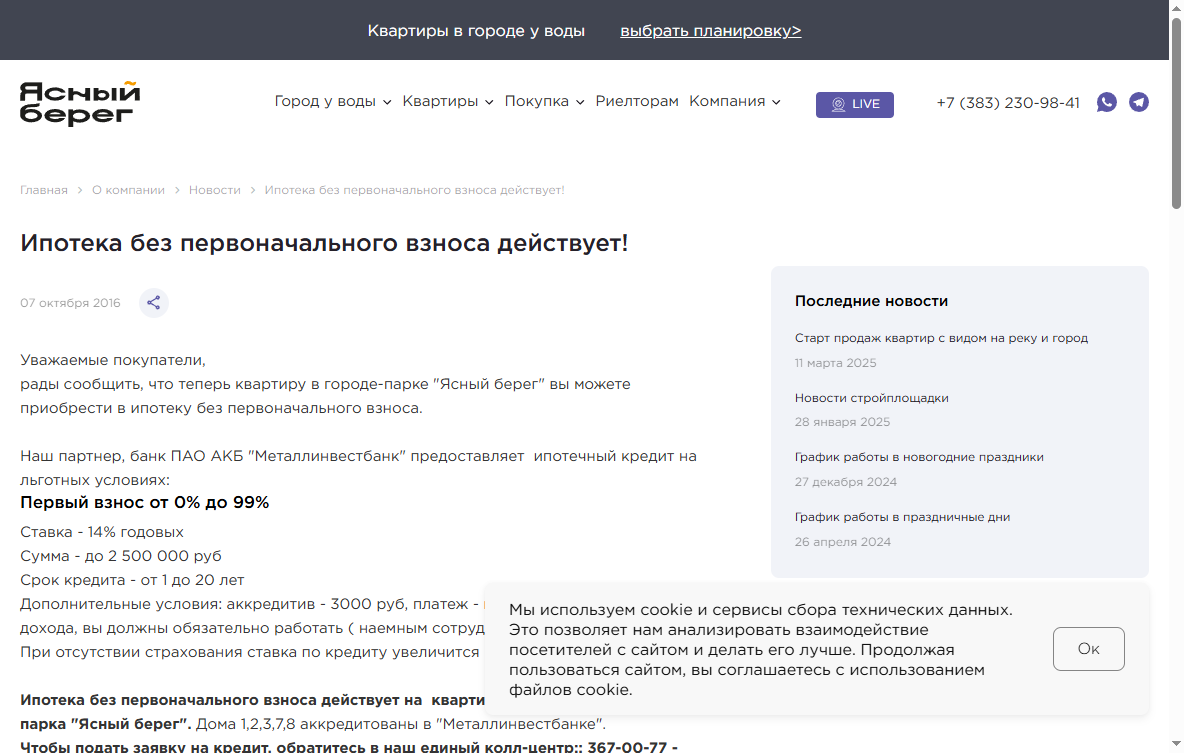 Квартиры в городе у воды выбрать планировку>
Ясный
берег
Город у воды Квартиры Покупка Риелторам Компания LIVE +7 (383) 230-98-41
Главная > О компании > Новости > Ипотека без первоначального взноса действует!
Ипотека без первоначального взноса действует!
07 октября 2016
Уважаемые покупатели,
рады сообщить, что теперь квартиру в городе-парке "Ясный берег" вы можете
приобрести в ипотеку без первоначального взноса.
Наш партнер, банк ПАО АКБ "Металлинвестбанк" предоставляет ипотечный кредит на
льготных условиях:
Первый взнос от 0% до 99%
Ставка - 14% годовых
Сумма - до 2 500 000 руб
Срок кредита - от 1 до 20 лет
Дополнительные условия: аккредитив - 3000 руб, платеж -
дохода, вы должны обязательно работать ( наемным сотруд
При отсутствии страхования ставка по кредиту увеличится
Ипотека без первоначального взноса действует на кварти
парка "Ясный берег". Дома 1,2,3,7,8 аккредитованы в "Металлинвестбанке".
Чтобы подать заявку на кредит, обратитесь в наш единый колл-центр:: 367-00-77 -
Последние новости
Старт продаж квартир с видом на реку и город
11 марта 2025
Новости стройплощадки
28 января 2025
График работы в новогодние праздники
27 декабря 2024
График работы в праздничные дни
26 апреля 2024
Мы используем cookie и сервисы сбора технических данных.
Это позволяет нам анализировать взаимодействие
посетителей с сайтом и делать его лучше. Продолжая
пользоваться сайтом, вы соглашаетесь с использованием
файлов cookie.
Ок